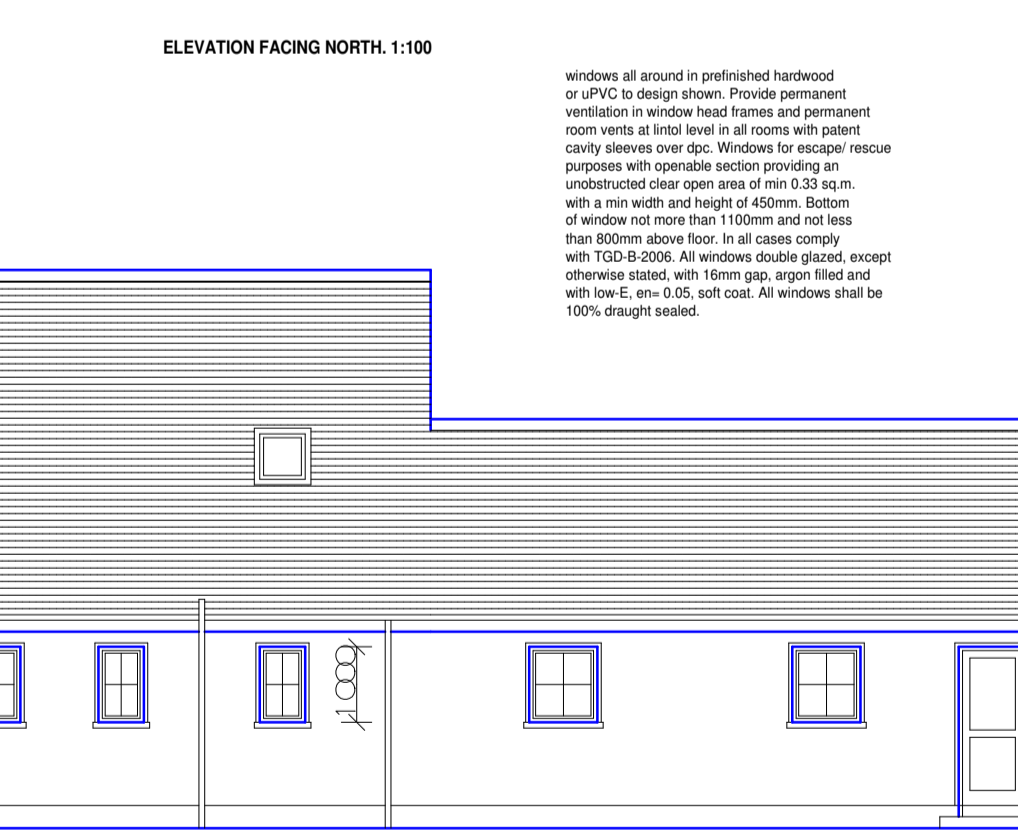 ELEVATION FACING NORTH. 1:100
windows all around in prefinished hardwood
or uPVC to design shown. Provide permanent
ventilation in window head frames and permanent
room vents at lintol level in all rooms with patent
cavity sleeves over dpc. Windows for escape/ rescue
purposes with openable section providing an
unobstructed clear open area of min 0.33 sq.m.
with a min width and height of 450mm. Bottom
of window not more than 1100mm and not less
than 800mm above floor. In all cases comply
with TGD-B-2006. All windows double glazed, except
otherwise stated, with 16mm gap, argon filled and
with low-E, en= 0.05, soft coat. All windows shall be
100% draught sealed.
1000